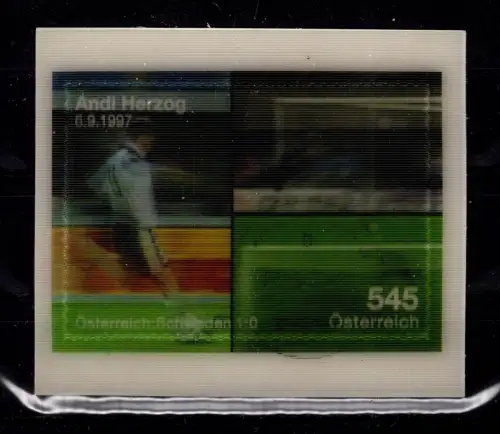 Andi Herzog
6.9.1997
Österreich:Schweden 1:0
545
Österreich